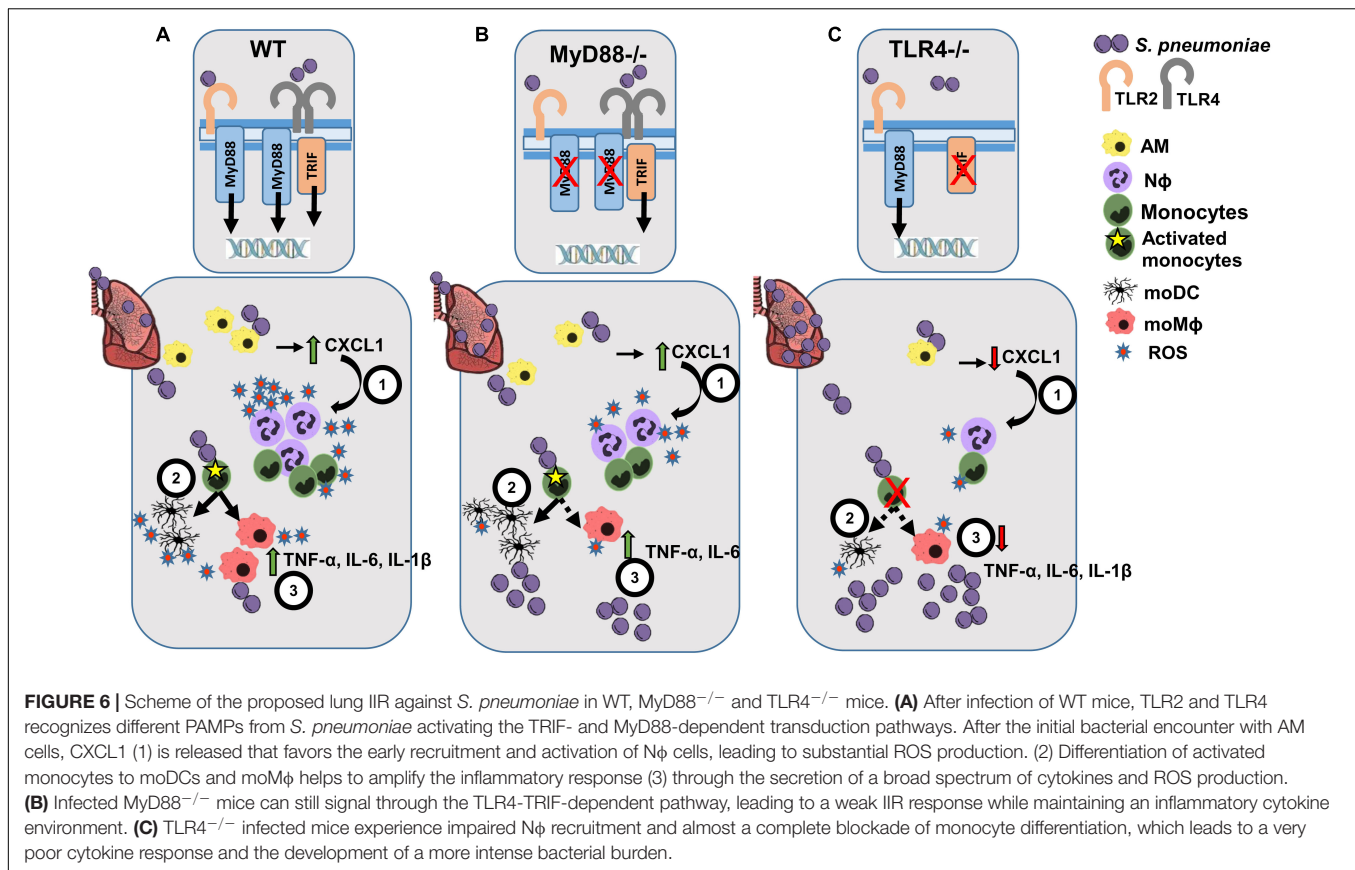 A
WT
MyD88
MyD88
TRIF
CXCL1
1
2
TNF-α, IL-6, IL-1β
3
B
MyD88-/-
MyD88
MyD88
TRIF
CXCL1
1
2
TNF-α, IL-6
3
C
TLR4-/-
MyD88
TRIF
CXCL1
1
2
3
TNF-α, IL-6, IL-1β
S. pneumoniae
TLR2
TLR4
AM
Nϕ
Monocytes
Activated
monocytes
moDC
moMϕ
ROS
FIGURE 6 | Scheme of the proposed lung IIR against S. pneumoniae in WT, MyD88−/− and TLR4−/− mice. (A) After infection of WT mice, TLR2 and TLR4
recognizes different PAMPs from S. pneumoniae activating the TRIF- and MyD88-dependent transduction pathways. After the initial bacterial encounter with AM
cells, CXCL1 (1) is released that favors the early recruitment and activation of Nϕ cells, leading to substantial ROS production. (2) Differentiation of activated
monocytes to moDCs and moMϕ helps to amplify the inflammatory response (3) through the secretion of a broad spectrum of cytokines and ROS production.
(B) Infected MyD88−/− mice can still signal through the TLR4-TRIF-dependent pathway, leading to a weak IIR response while maintaining an inflammatory cytokine
environment. (C) TLR4−/− infected mice experience impaired Nϕ recruitment and almost a complete blockade of monocyte differentiation, which leads to a very
poor cytokine response and the development of a more intense bacterial burden.